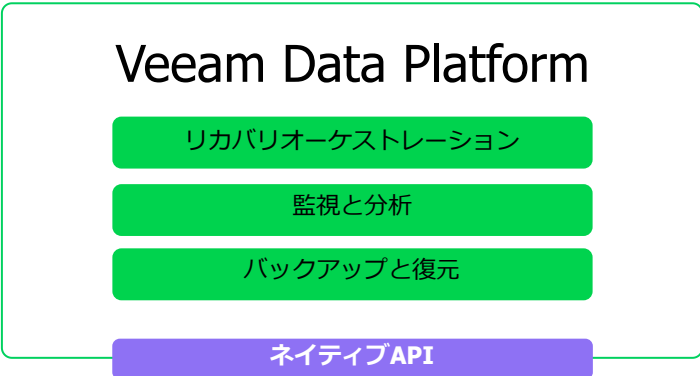 Veeam Data Platform
リカバリオーケストレーション
監視と分析
バックアップと復元
ネイティブAPI